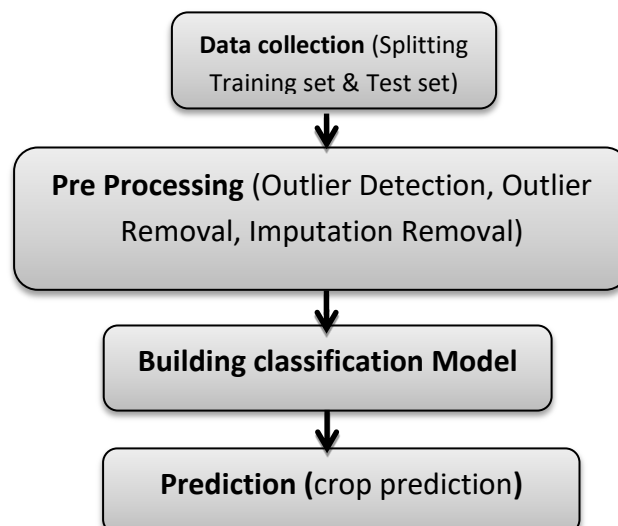 Data collection (Splitting
Training set & Test set)
Pre Processing (Outlier Detection, Outlier
Removal, Imputation Removal)
Building classification Model
Prediction (crop prediction)